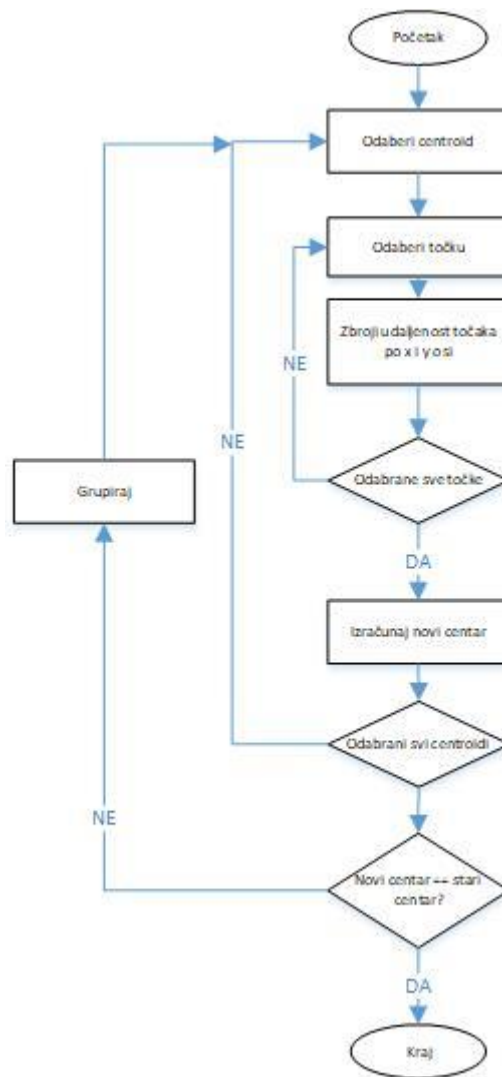 Početak
Odaberi centroid
Odaberi točku
Zbroji udaljenost točaka
po x i y osi
NE
NE
Odabrane sve točke
Grupiraj
DA
Izračunaj novi centar
Odabrani svi centroidi
NE
Novi centar == stari
centar?
DA
Kraj